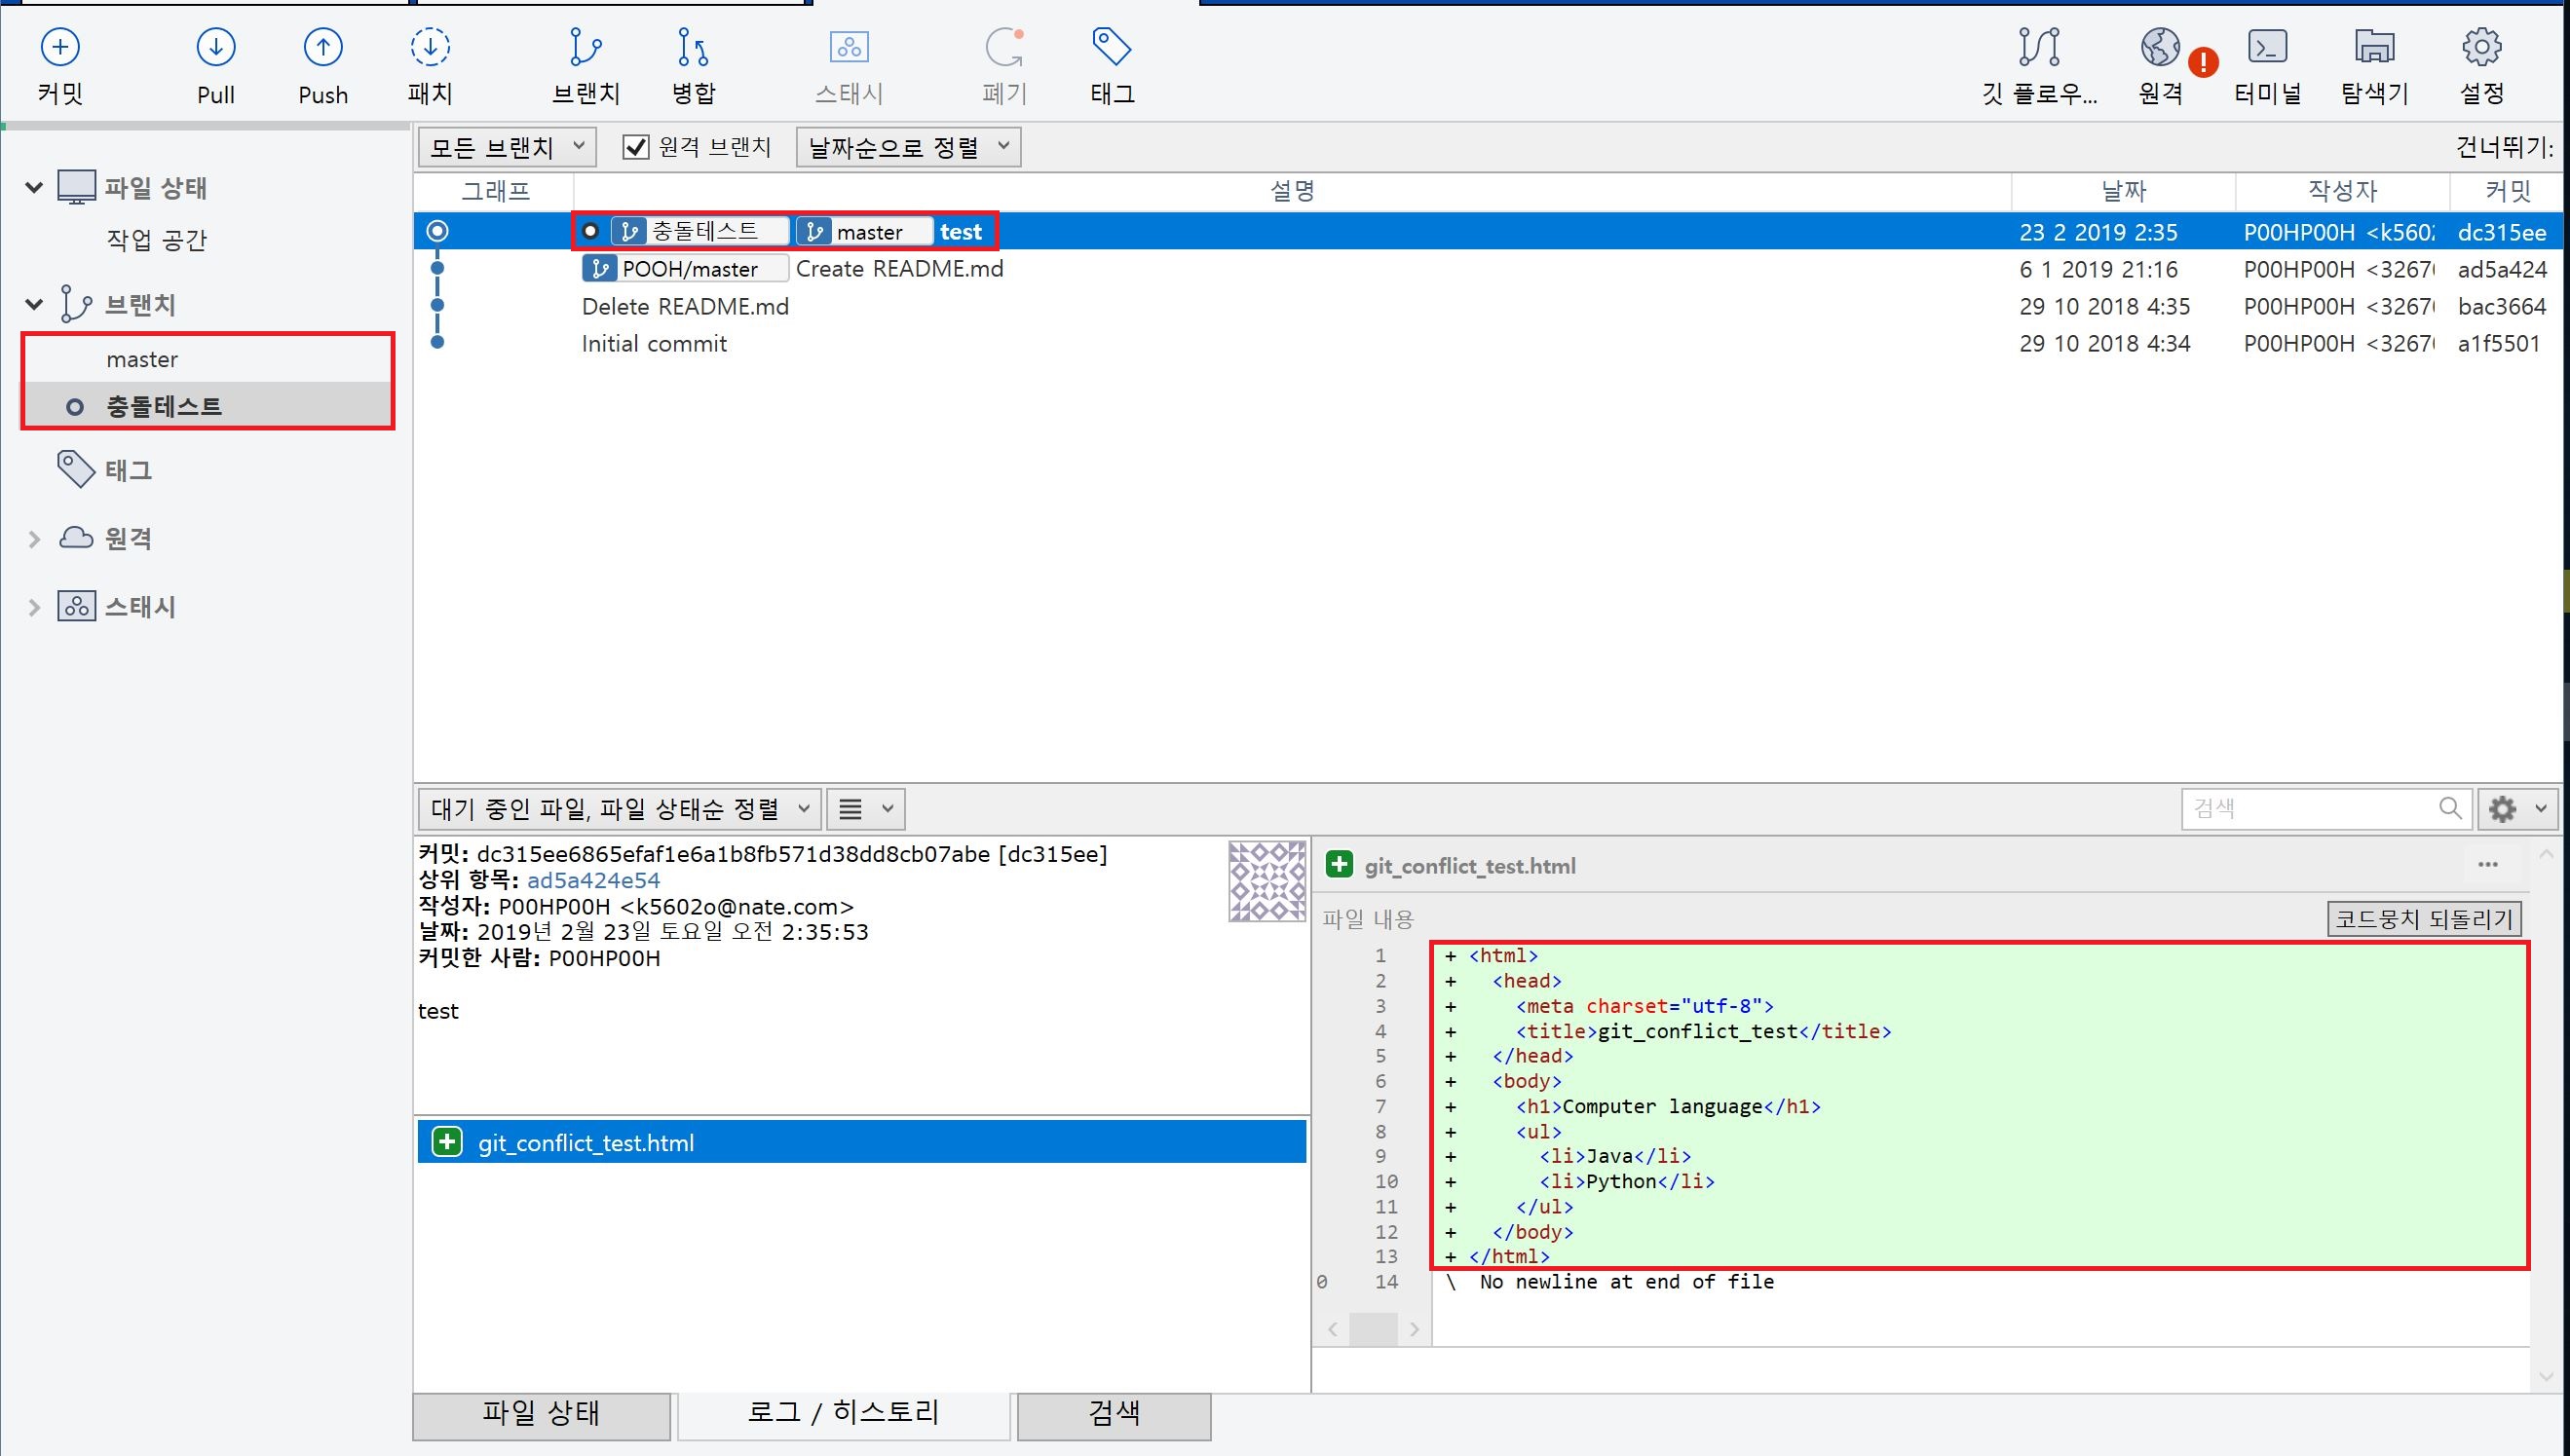 커밋 Pull Push 패치 브랜치 병합 스태시 폐기 태그 깃 플로우... 원격 터미널 탐색기 설정
모든 브랜치 원격 브랜치 날짜순으로 정렬 건너뛰기:
파일 상태
작업 공간
브랜치
master
충돌테스트
태그
원격
스태시
그래프 설명 날짜 작성자 커밋
충돌테스트 master test 23 2 2019 2:35 P00HP00H <k5602 dc315ee
POOH/master Create README.md 6 1 2019 21:16 P00HP00H <3267 ad5a424
Delete README.md 29 10 2018 4:35 P00HP00H <3267 bac3664
Initial commit 29 10 2018 4:34 P00HP00H <3267 a1f5501
대기 중인 파일, 파일 상태순 정렬 검색
커밋: dc315ee6865efaf1e6a1b8fb571d38dd8cb07abe [dc315ee]
상위 항목: ad5a424e54
작성자: P00HP00H <k5602o@nate.com>
날짜: 2019년 2월 23일 토요일 오전 2:35:53
커밋한 사람: P00HP00H
test
git_conflict_test.html
git_conflict_test.html ...
파일 내용 코드뭉치 되돌리기
1 + <html>
2 + <head>
3 + <meta charset="utf-8">
4 + <title>git_conflict_test</title>
5 + </head>
6 + <body>
7 + <h1>Computer language</h1>
8 + <ul>
9 + <li>Java</li>
10 + <li>Python</li>
11 + </ul>
12 + </body>
13 + </html>
0 14 \ No newline at end of file
파일 상태 로그 / 히스토리 검색